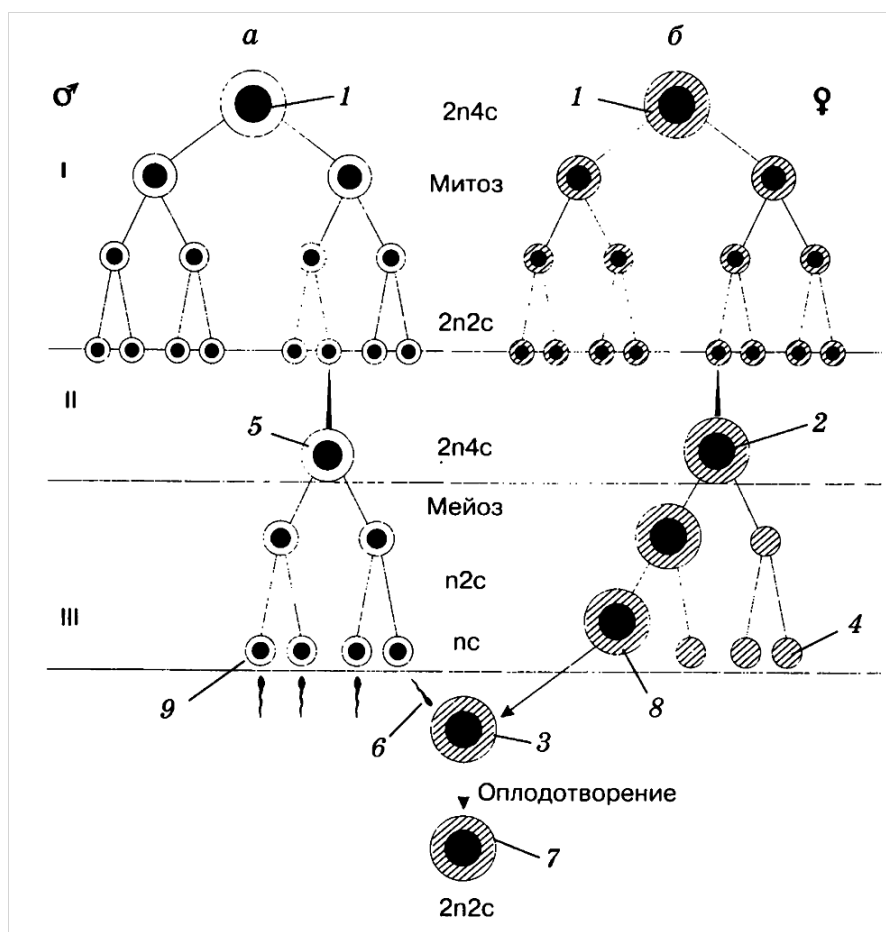 а б
♂ 1 2n4c 1 ♀
I Митоз
2n2c
II
5 2n4c 2
Мейоз
n2c
III nc 4
9 8
6 3
Оплодотворение
7
2n2c